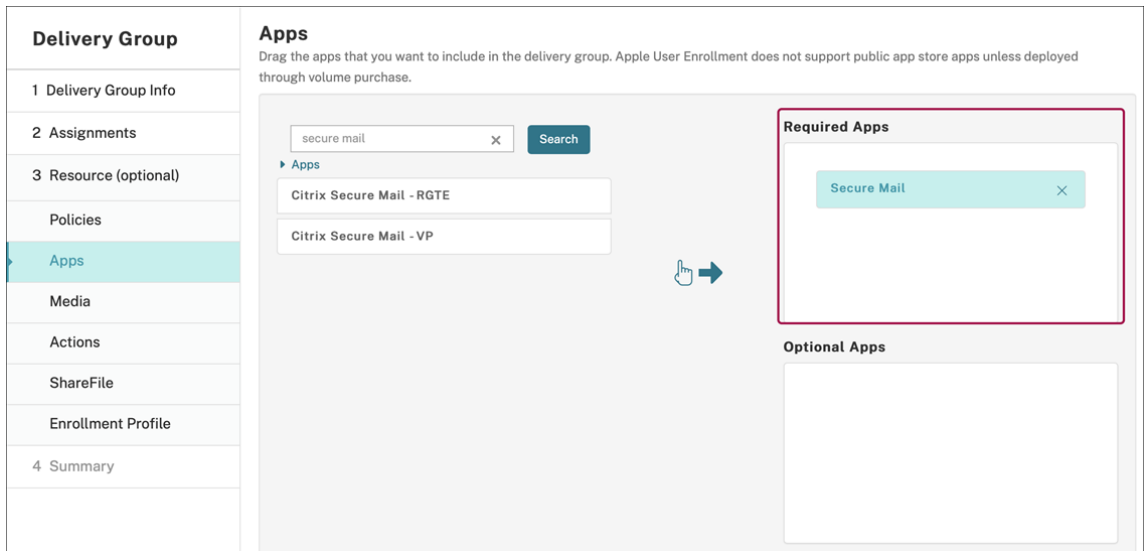 Delivery Group
1 Delivery Group Info
2 Assignments
3 Resource (optional)
Policies
Apps
Media
Actions
ShareFile
Enrollment Profile
4 Summary
Apps
Drag the apps that you want to include in the delivery group. Apple User Enrollment does not support public app store apps unless deployed
through volume purchase.
secure mail
Search
Apps
Citrix Secure Mail - RGTE
Citrix Secure Mail - VP
Required Apps
Secure Mail
Optional Apps